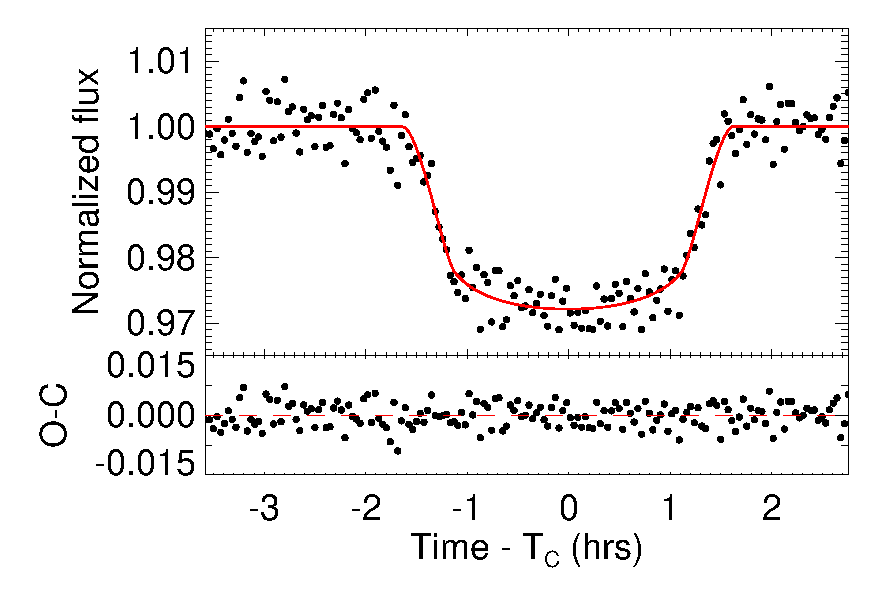 1.01
1.00
0.99
0.98
0.97
Normalized flux
0.015
0.000
-0.015
O-C
-3 -2 -1 0 1 2
Time - T_C (hrs)